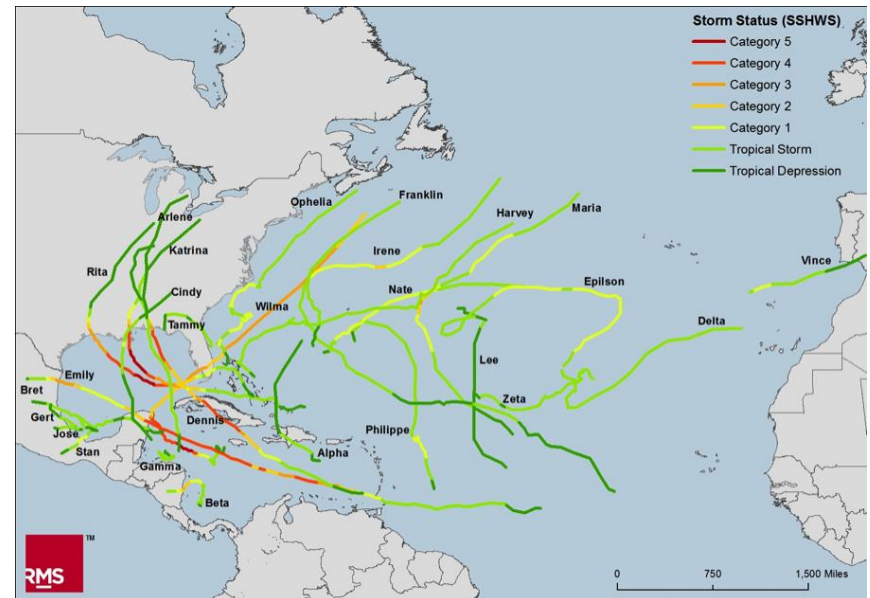 Storm Status (SSHWS)
Category 5
Category 4
Category 3
Category 2
Category 1
Tropical Storm
Tropical Depression
Ophelia
Franklin
Harvey
Maria
Arlene
Katrina
Irene
Rita
Vince
Nate
Epilson
Cindy
Wilma
Tammy
Delta
Lee
Emily
Bret
Zeta
Gert
Dennis
Jose
Philippe
Stan
Alpha
Gamma
Beta
RMS
TM
0 750 1,500 Miles